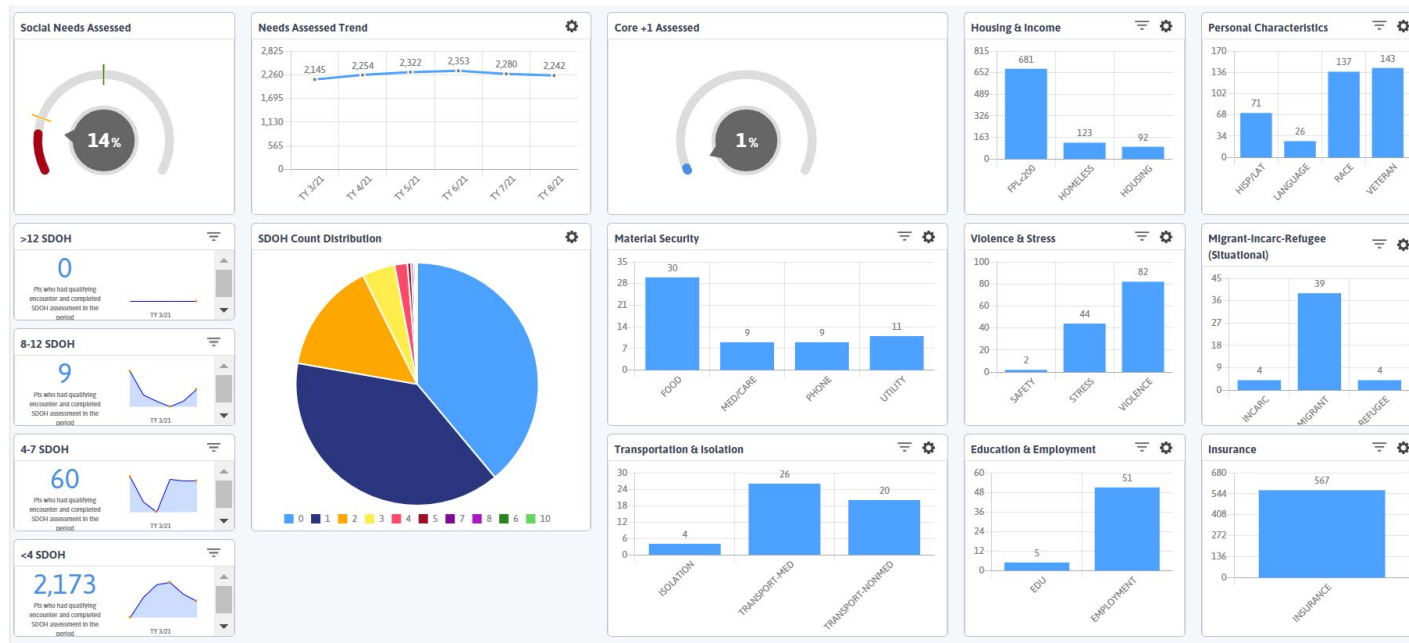 Social Needs Assessed
14%
Needs Assessed Trend
2,825
2,260
1,695
1,130
565
0
2,145
2,254
2,322
2,353
2,280
2,242
TY 3/21
TY 4/21
TY 5/21
TY 6/21
TY 7/21
TY 8/21
Core +1 Assessed
1%
Housing & Income
815
652
489
326
163
0
681
123
92
FPL<200
HOMELESS
HOUSING
Personal Characteristics
170
136
102
68
34
0
71
26
137
143
HISP/LAT
LANGUAGE
RACE
VETERAN
>12 SDOH
0
Pts who had qualifying
encounter and completed
SDOH assessment in the
period
TY 3/21
8-12 SDOH
9
Pts who had qualifying
encounter and completed
SDOH assessment in the
period
TY 3/21
4-7 SDOH
60
Pts who had qualifying
encounter and completed
SDOH assessment in the
period
TY 3/21
<4 SDOH
2,173
Pts who had qualifying
encounter and completed
SDOH assessment in the
period
TY 3/21
SDOH Count Distribution
0 1 2 3 4 5 7 8 6 10
Material Security
35
28
21
14
7
0
30
9
9
11
FOOD
MED/CARE
PHONE
UTILITY
Violence & Stress
100
80
60
40
20
0
2
44
82
SAFETY
STRESS
VIOLENCE
Migrant-Incarc-Refugee
(Situational)
45
36
27
18
9
0
4
39
4
INCARC
MIGRANT
REFUGEE
Transportation & Isolation
30
24
18
12
6
0
4
26
20
ISOLATION
TRANSPORT-MED
TRANSPORT-NONMED
Education & Employment
60
48
36
24
12
0
5
51
EDU
EMPLOYMENT
Insurance
680
544
408
272
136
0
567
INSURANCE